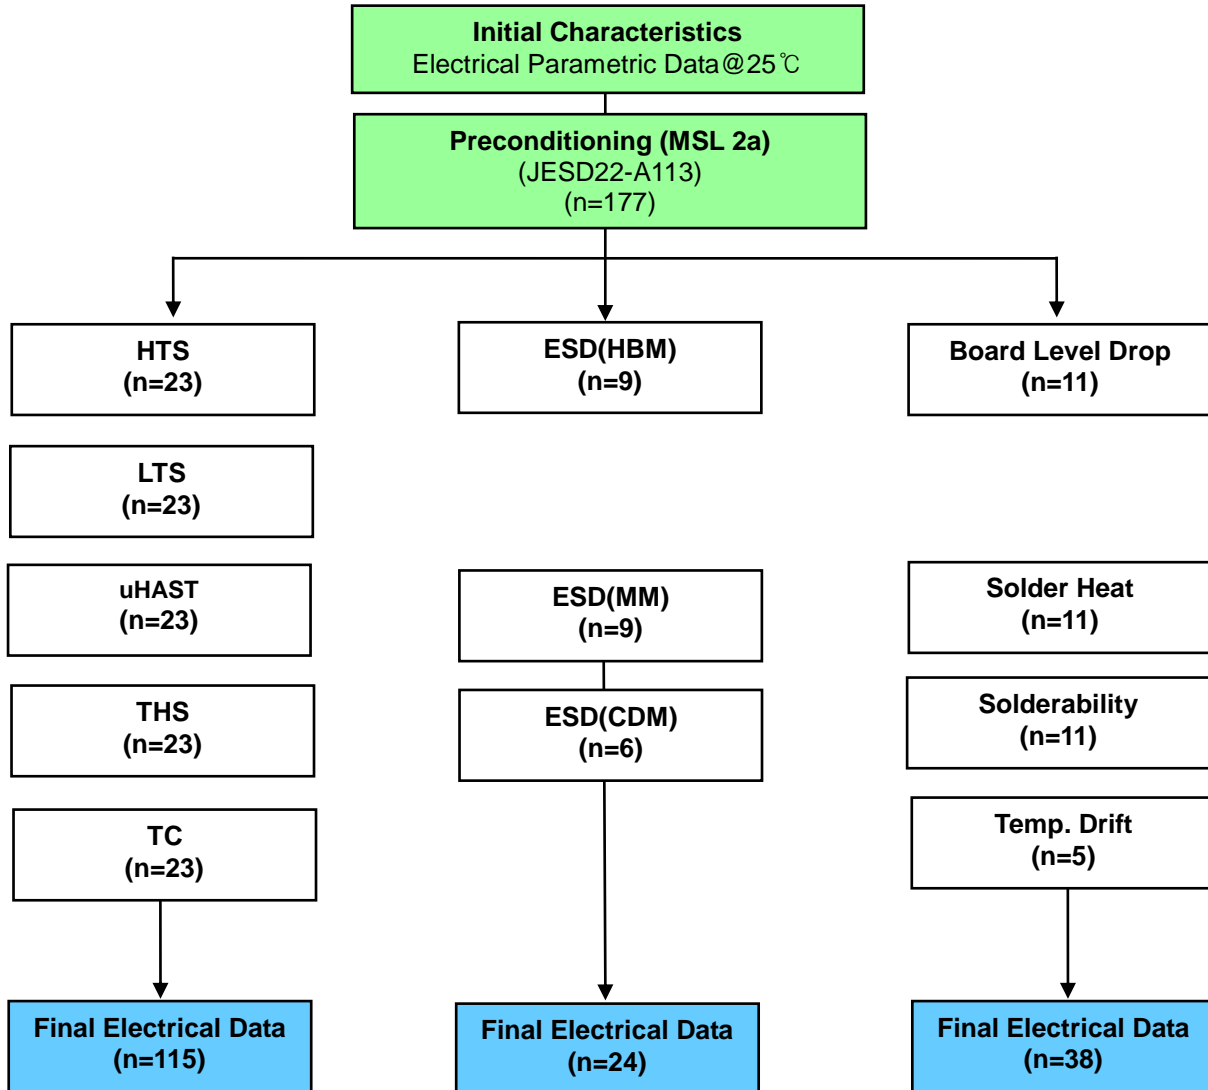 Initial Characteristics
Electrical Parametric Data@25℃
Preconditioning (MSL 2a)
(JESD22-A113)
(n=177)
HTS
(n=23)
LTS
(n=23)
uHAST
(n=23)
THS
(n=23)
TC
(n=23)
Final Electrical Data
(n=115)
ESD(HBM)
(n=9)
ESD(MM)
(n=9)
ESD(CDM)
(n=6)
Final Electrical Data
(n=24)
Board Level Drop
(n=11)
Solder Heat
(n=11)
Solderability
(n=11)
Temp. Drift
(n=5)
Final Electrical Data
(n=38)